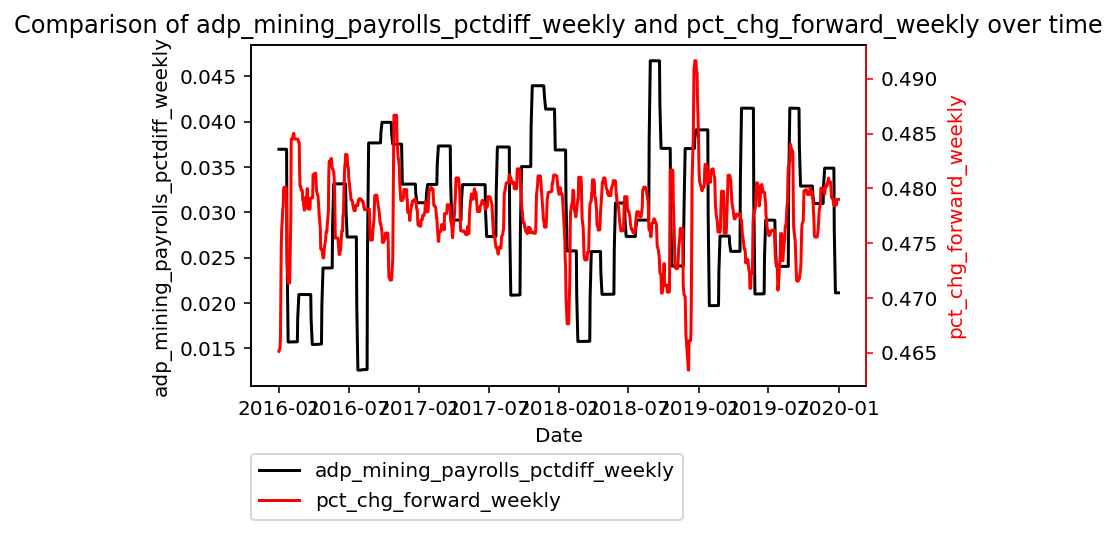 Comparison of adp_mining_payrolls_pctdiff_weekly and pct_chg_forward_weekly over time
adp_mining_payrolls_pctdiff_weekly
0.045
0.040
0.035
0.030
0.025
0.020
0.015
0.490
0.485
0.480
0.475
0.470
0.465
pct_chg_forward_weekly
2016-01 2016-07 2017-01 2017-07 2018-01 2018-07 2019-01 2019-07 2020-01
Date
adp_mining_payrolls_pctdiff_weekly
pct_chg_forward_weekly